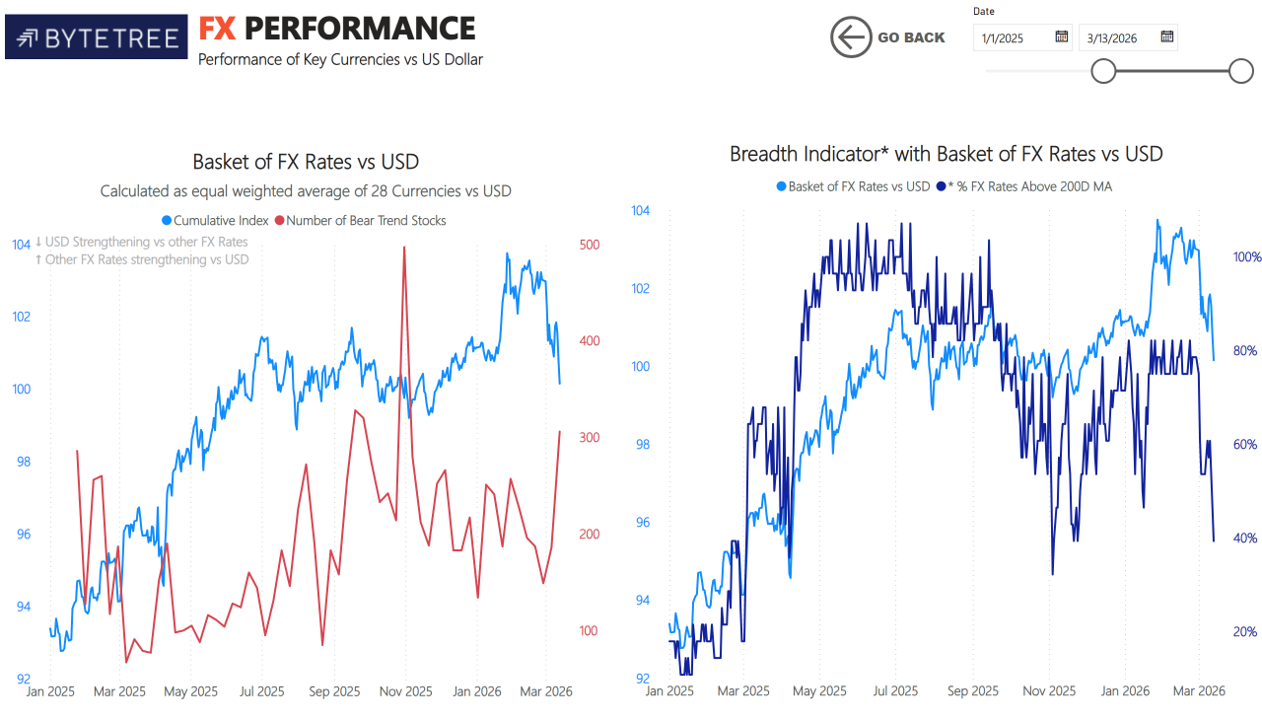 BYTETREE
FX PERFORMANCE
Performance of Key Currencies vs US Dollar
GO BACK
Date
1/1/2025
3/13/2026
Basket of FX Rates vs USD
Calculated as equal weighted average of 28 Currencies vs USD
Cumulative Index Number of Bear Trend Stocks
↓ USD Strengthening vs other FX Rates
↑ Other FX Rates strengthening vs USD
104
102
100
98
96
94
92
500
400
300
200
100
Jan 2025 Mar 2025 May 2025 Jul 2025 Sep 2025 Nov 2025 Jan 2026 Mar 2026
Breadth Indicator* with Basket of FX Rates vs USD
Basket of FX Rates vs USD * % FX Rates Above 200D MA
104
102
100
98
96
94
92
100%
80%
60%
40%
20%
Jan 2025 Mar 2025 May 2025 Jul 2025 Sep 2025 Nov 2025 Jan 2026 Mar 2026